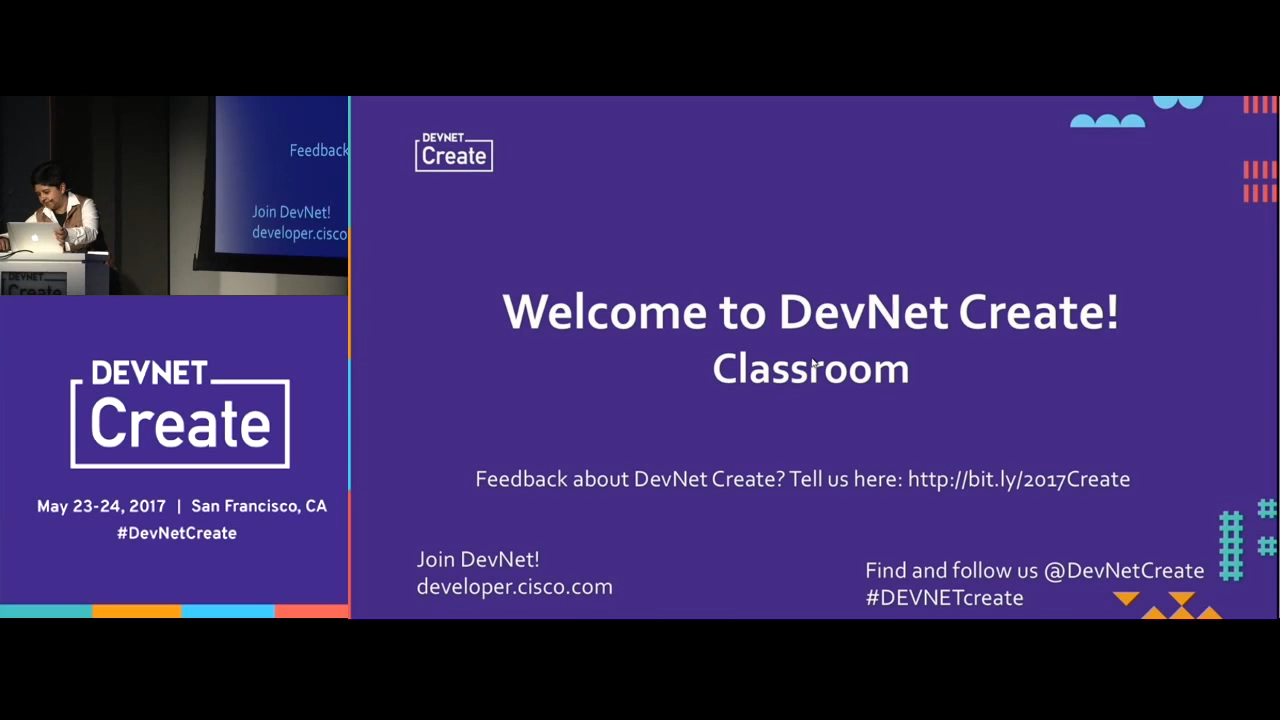 Feedback
Join DevNet!
developer.cisco
DEVNET
Create
DEVNET
Create
May 23-24, 2017 | San Francisco, CA
#DevNetCreate
DEVNET
Create
Welcome to DevNet Create!
Classroom
Feedback about DevNet Create? Tell us here: http://bit.ly/2017Create
Join DevNet!
developer.cisco.com
Find and follow us @DevNetCreate
#DEVNETcreate